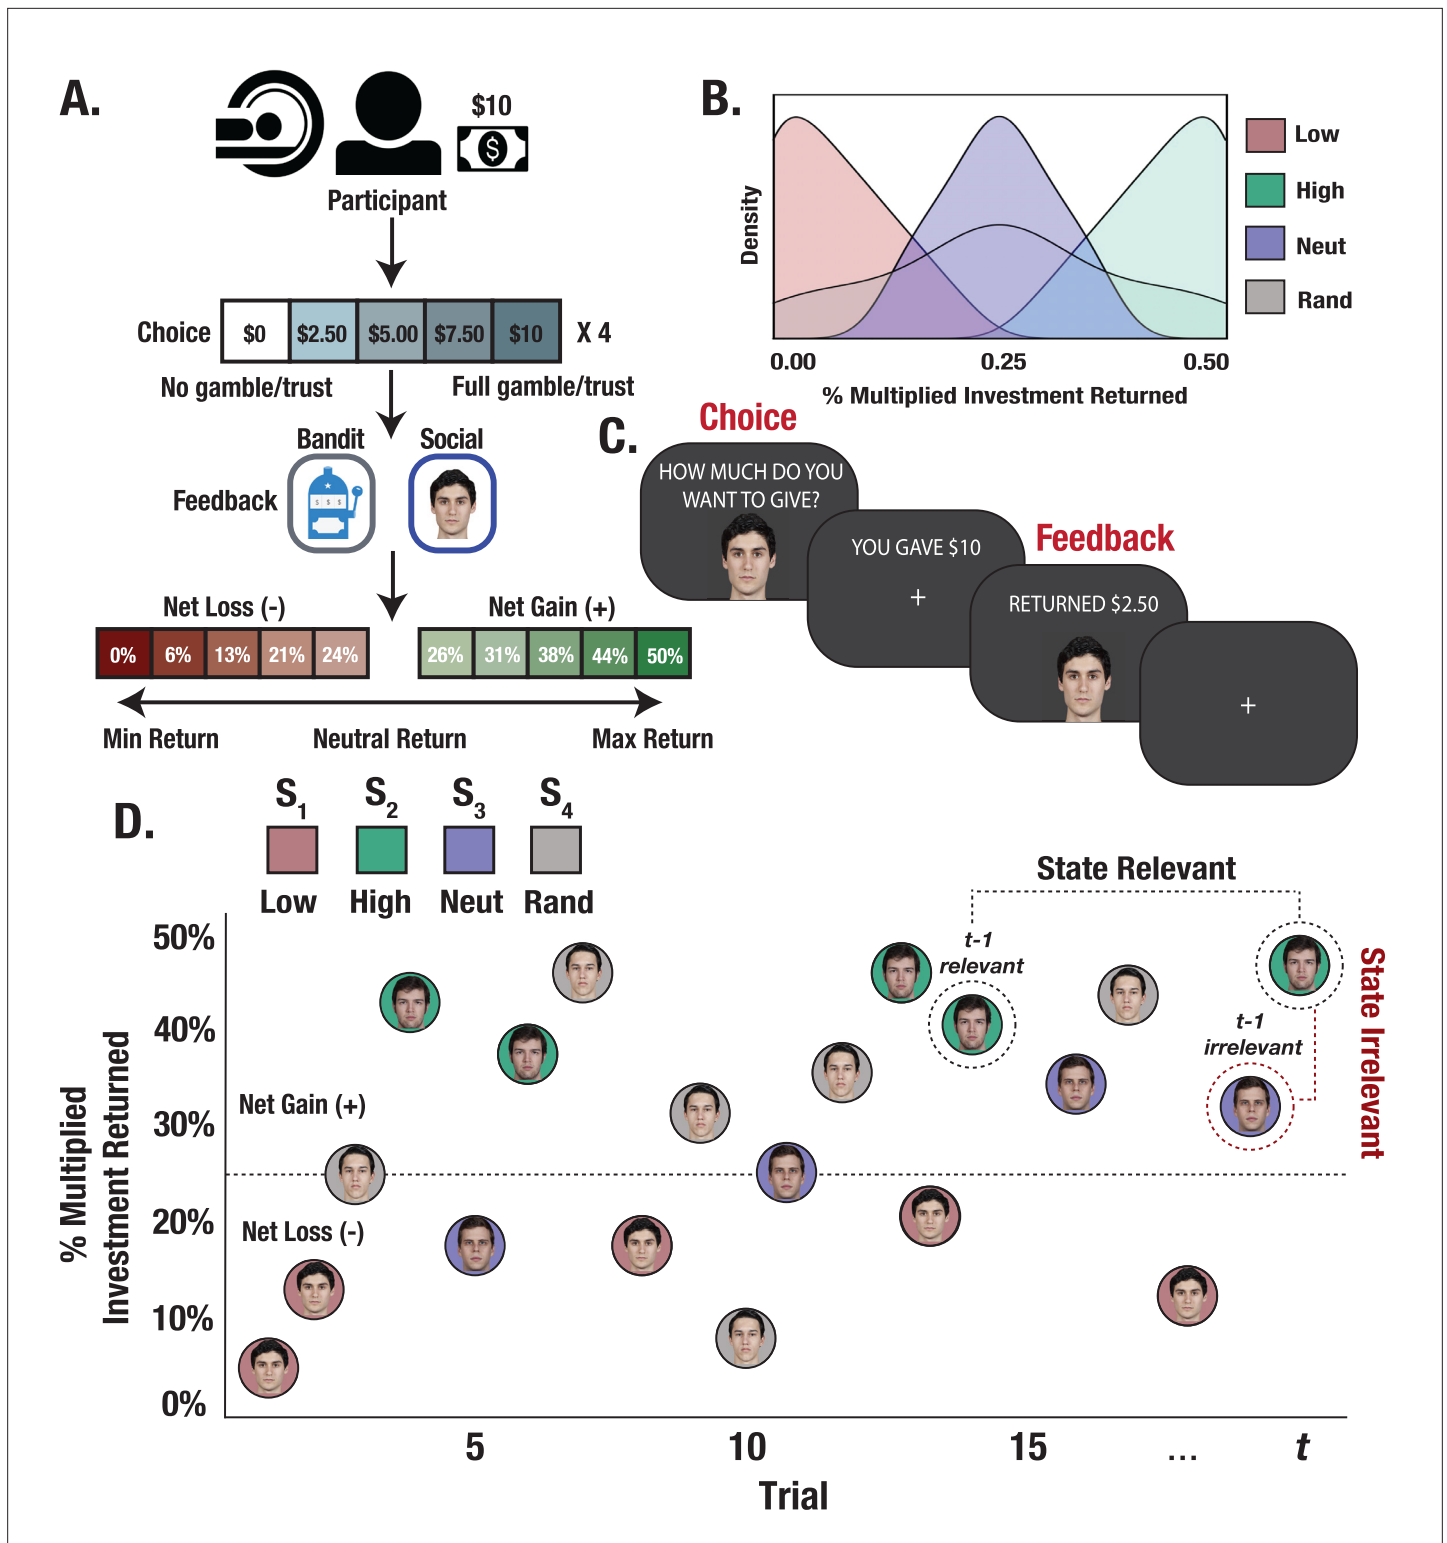 A.
$10
$
Participant
Choice
$0
$2.50
$5.00
$7.50
$10
X 4
No gamble/trust
Full gamble/trust
Bandit
Social
Feedback
$ $ $
Net Loss (-)
Net Gain (+)
0%
6%
13%
21%
24%
26%
31%
38%
44%
50%
Min Return
Neutral Return
Max Return
B.
Density
0.00
0.25
0.50
% Multiplied Investment Returned
Low
High
Neut
Rand
C.
Choice
HOW MUCH DO YOU
WANT TO GIVE?
YOU GAVE $10
+
Feedback
RETURNED $2.50
+
D.
S1
S2
S3
S4
Low
High
Neut
Rand
State Relevant
t-1
relevant
t-1
irrelevant
State Irrelevant
% Multiplied
Investment Returned
50%
40%
30%
20%
10%
0%
Net Gain (+)
Net Loss (-)
5
10
15
...
t
Trial